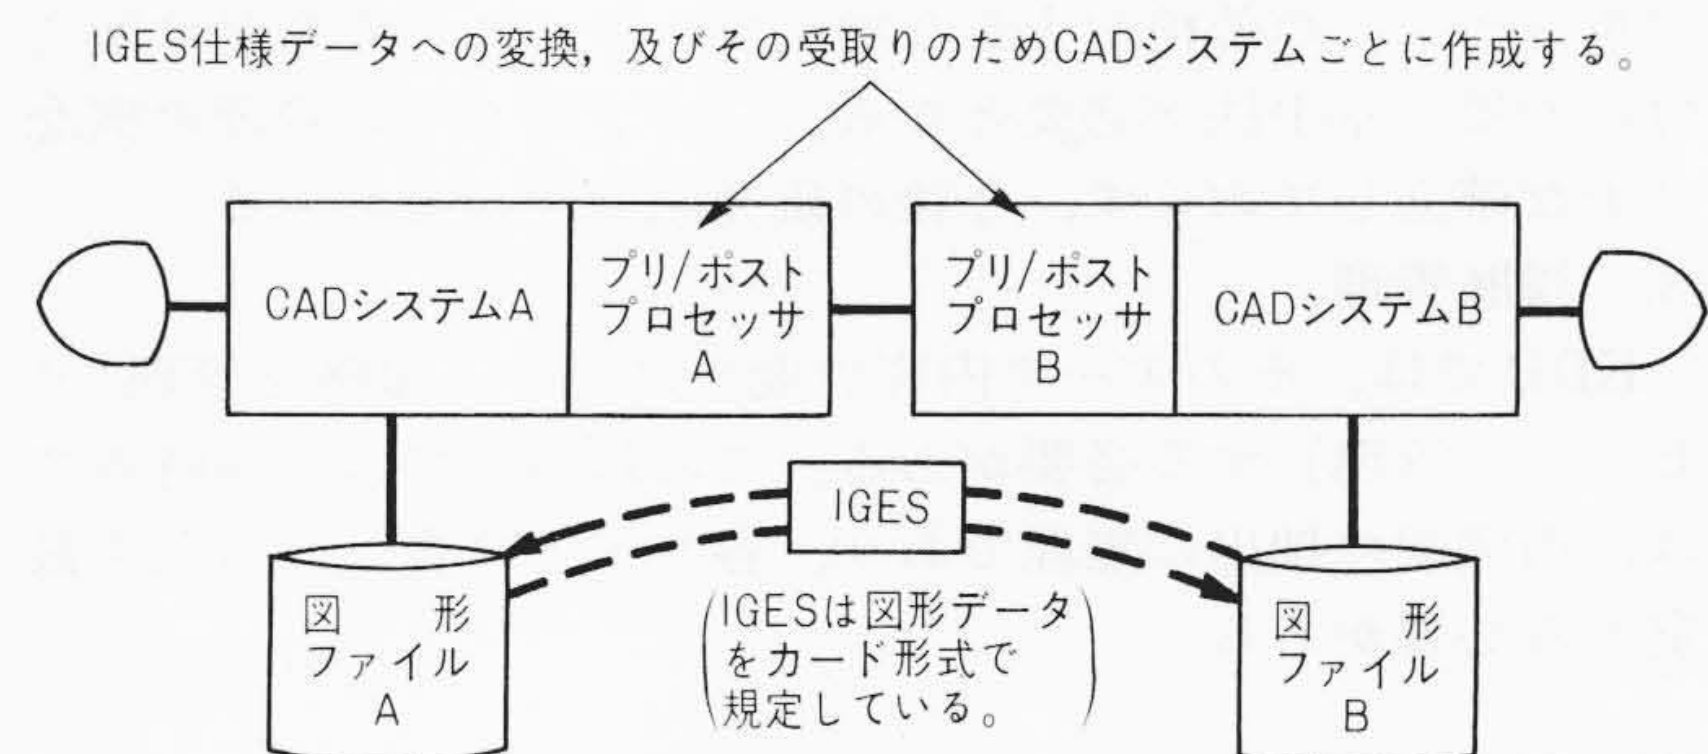 IGES仕様データへの変換,及びその受取りのためCADシステムごとに作成する。
CADシステムA
プリ/ポスト
プロセッサ
A
プリ/ポスト
プロセッサ
B
CADシステムB
IGES
図 形
ファイル
A
(IGESは図形データ
をカード形式で
規定している。)
図 形
ファイル
B